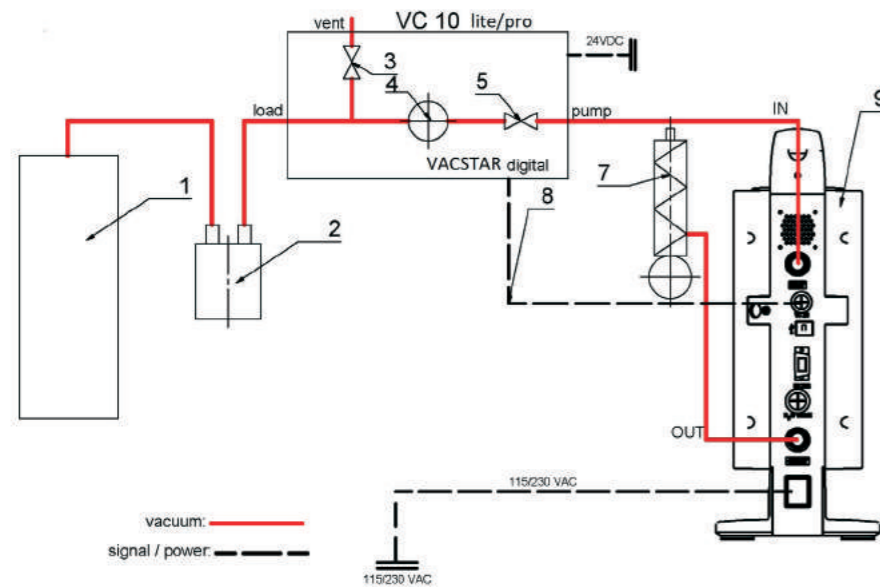 vent
VC 10 lite/pro
24VDC
3
4
5
load
pump
IN
9
VACSTAR digital
7
1
8
2
OUT
115/230 VAC
vacuum:
signal / power:
115/230 VAC